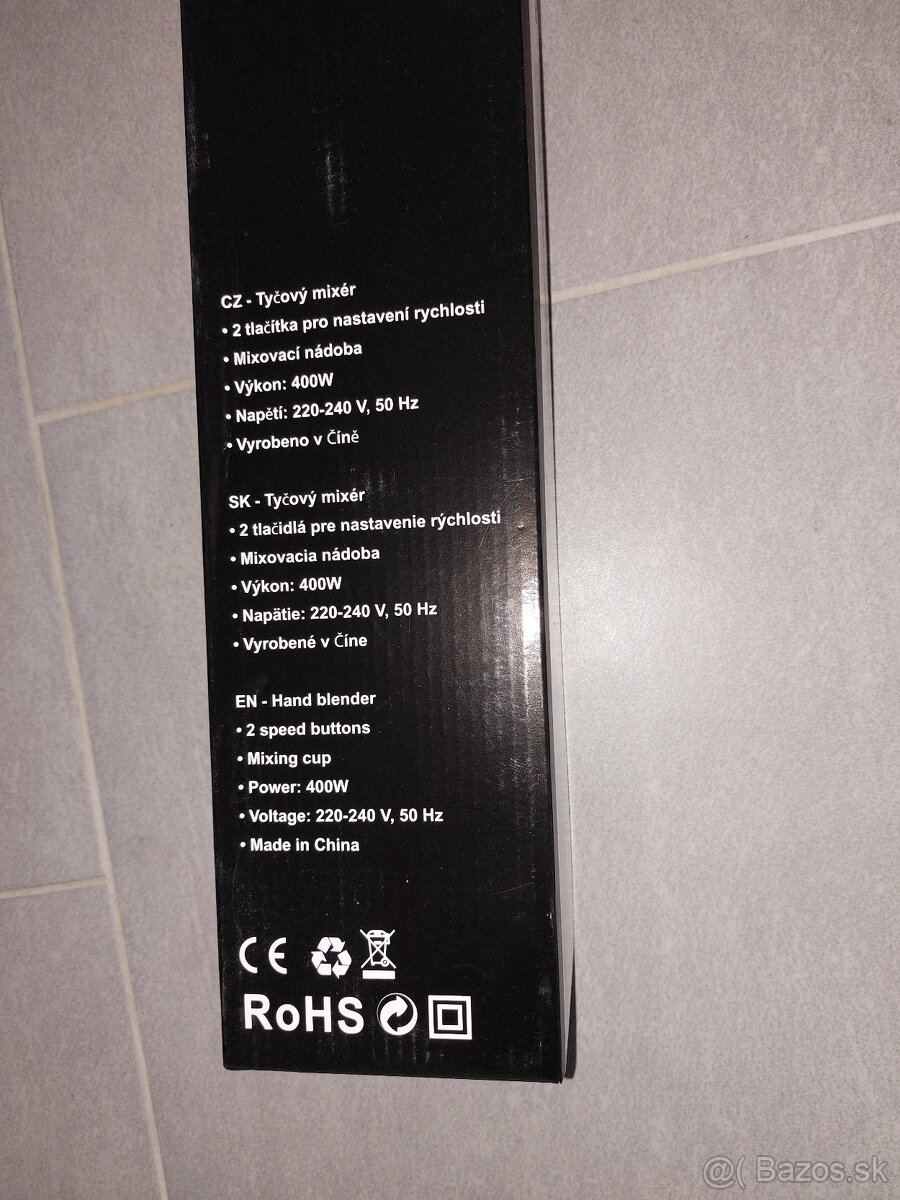 CZ - Tyčový mixér
• 2 tlačítka pro nastavení rychlosti
• Mixovací nádoba
• Výkon: 400W
• Napětí: 220-240 V, 50 Hz
• Vyrobeno v Číně
SK - Tyčový mixér
• 2 tlačidlá pre nastavenie rýchlosti
• Mixovacia nádoba
• Výkon: 400W
• Napätie: 220-240 V, 50 Hz
• Vyrobené v Číne
EN - Hand blender
• 2 speed buttons
• Mixing cup
• Power: 400W
• Voltage: 220-240 V, 50 Hz
• Made in China
CE
RoHS
@( Bazos.sk